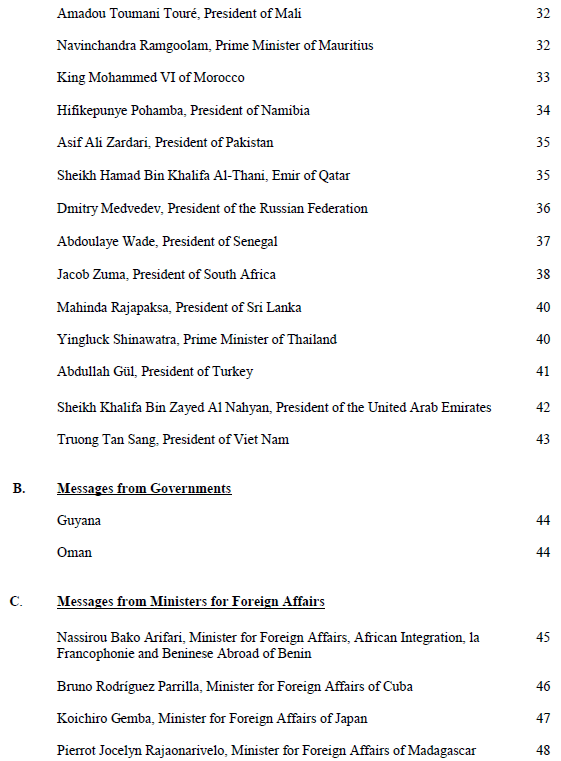 Amadou Toumani Touré, President of Mali 32
Navinchandra Ramgoolam, Prime Minister of Mauritius 32
King Mohammed VI of Morocco 33
Hifikepunye Pohamba, President of Namibia 34
Asif Ali Zardari, President of Pakistan 35
Sheikh Hamad Bin Khalifa Al-Thani, Emir of Qatar 35
Dmitry Medvedev, President of the Russian Federation 36
Abdoulaye Wade, President of Senegal 37
Jacob Zuma, President of South Africa 38
Mahinda Rajapaksa, President of Sri Lanka 40
Yingluck Shinawatra, Prime Minister of Thailand 40
Abdullah Gül, President of Turkey 41
Sheikh Khalifa Bin Zayed Al Nahyan, President of the United Arab Emirates 42
Truong Tan Sang, President of Viet Nam 43
B. Messages from Governments
Guyana 44
Oman 44
C. Messages from Ministers for Foreign Affairs
Nassirou Bako Arifari, Minister for Foreign Affairs, African Integration, la 45
Francophonie and Beninese Abroad of Benin
Bruno Rodríguez Parrilla, Minister for Foreign Affairs of Cuba 46
Koichiro Gemba, Minister for Foreign Affairs of Japan 47
Pierrot Jocelyn Rajaonarivelo, Minister for Foreign Affairs of Madagascar 48